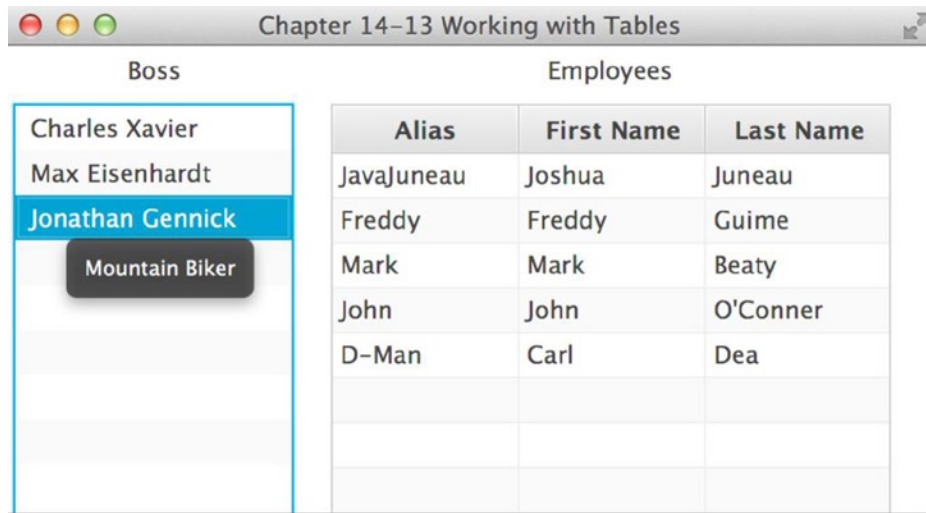 Chapter 14–13 Working with Tables
Boss
Employees
Charles Xavier
Max Eisenhardt
Jonathan Gennick
Mountain Biker
Alias First Name Last Name
JavaJuneau Joshua Juneau
Freddy Freddy Guime
Mark Mark Beaty
John John O'Conner
D-Man Carl Dea